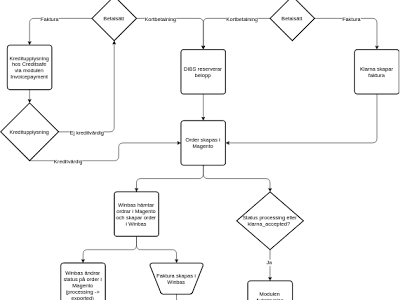 Betalsätt
Betalsätt
Faktura
Kortbetalning
Kortbetalning
Faktura
Kreditupplysning
hos Creditsafe
via modulen
Invoicepayment
DIBS reserverar
belopp
Klarna skapar
faktura
Kreditupplysning
Ej kreditvärdig
Order skapas i
Magento
Kreditvärdig
Winbas hämtar
ordrar i Magento
och skapar order
i Winbas
Status processing eller
klarna_accepted?
Ja
Winbas ändrar
status på order i
Magento
(processing ->
exported)
Faktura skapas i
Winbas
Modulen